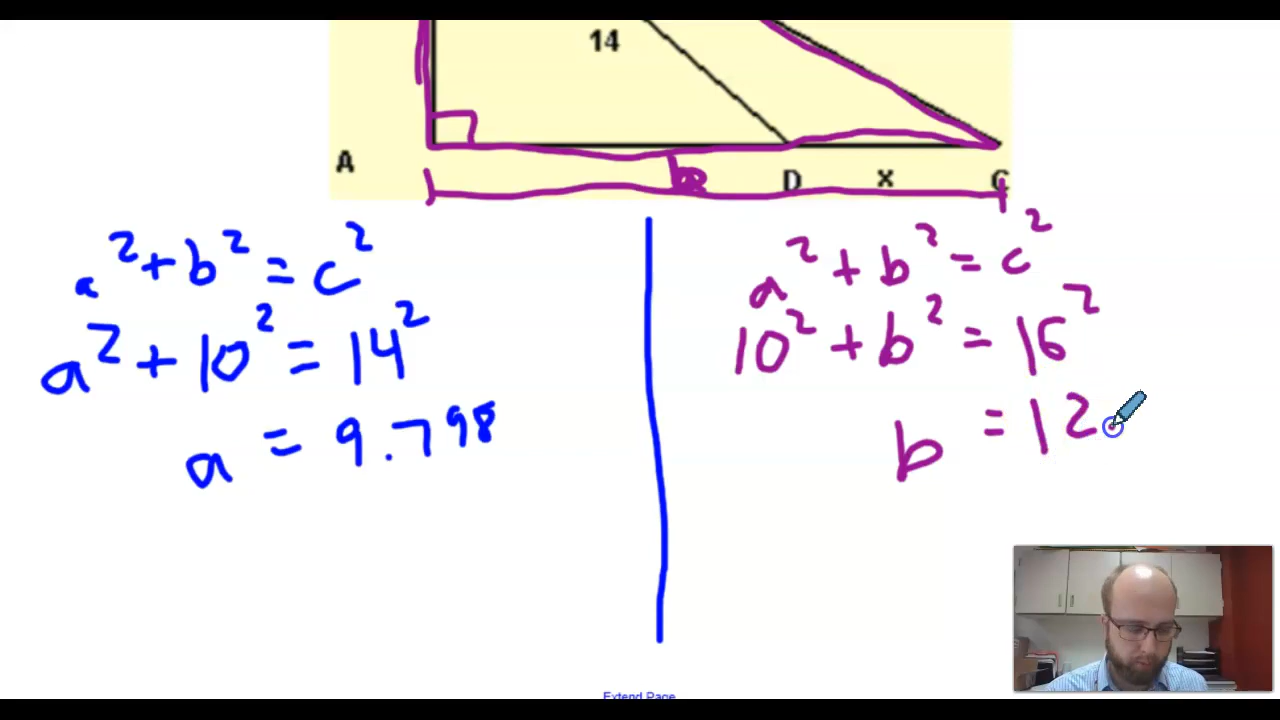 14
A
b
D
x
C
a² + b² = c²
a² + 10² = 14²
a = 9.798
a² + b² = c²
10² + b² = 16²
b = 12.
Extend Page